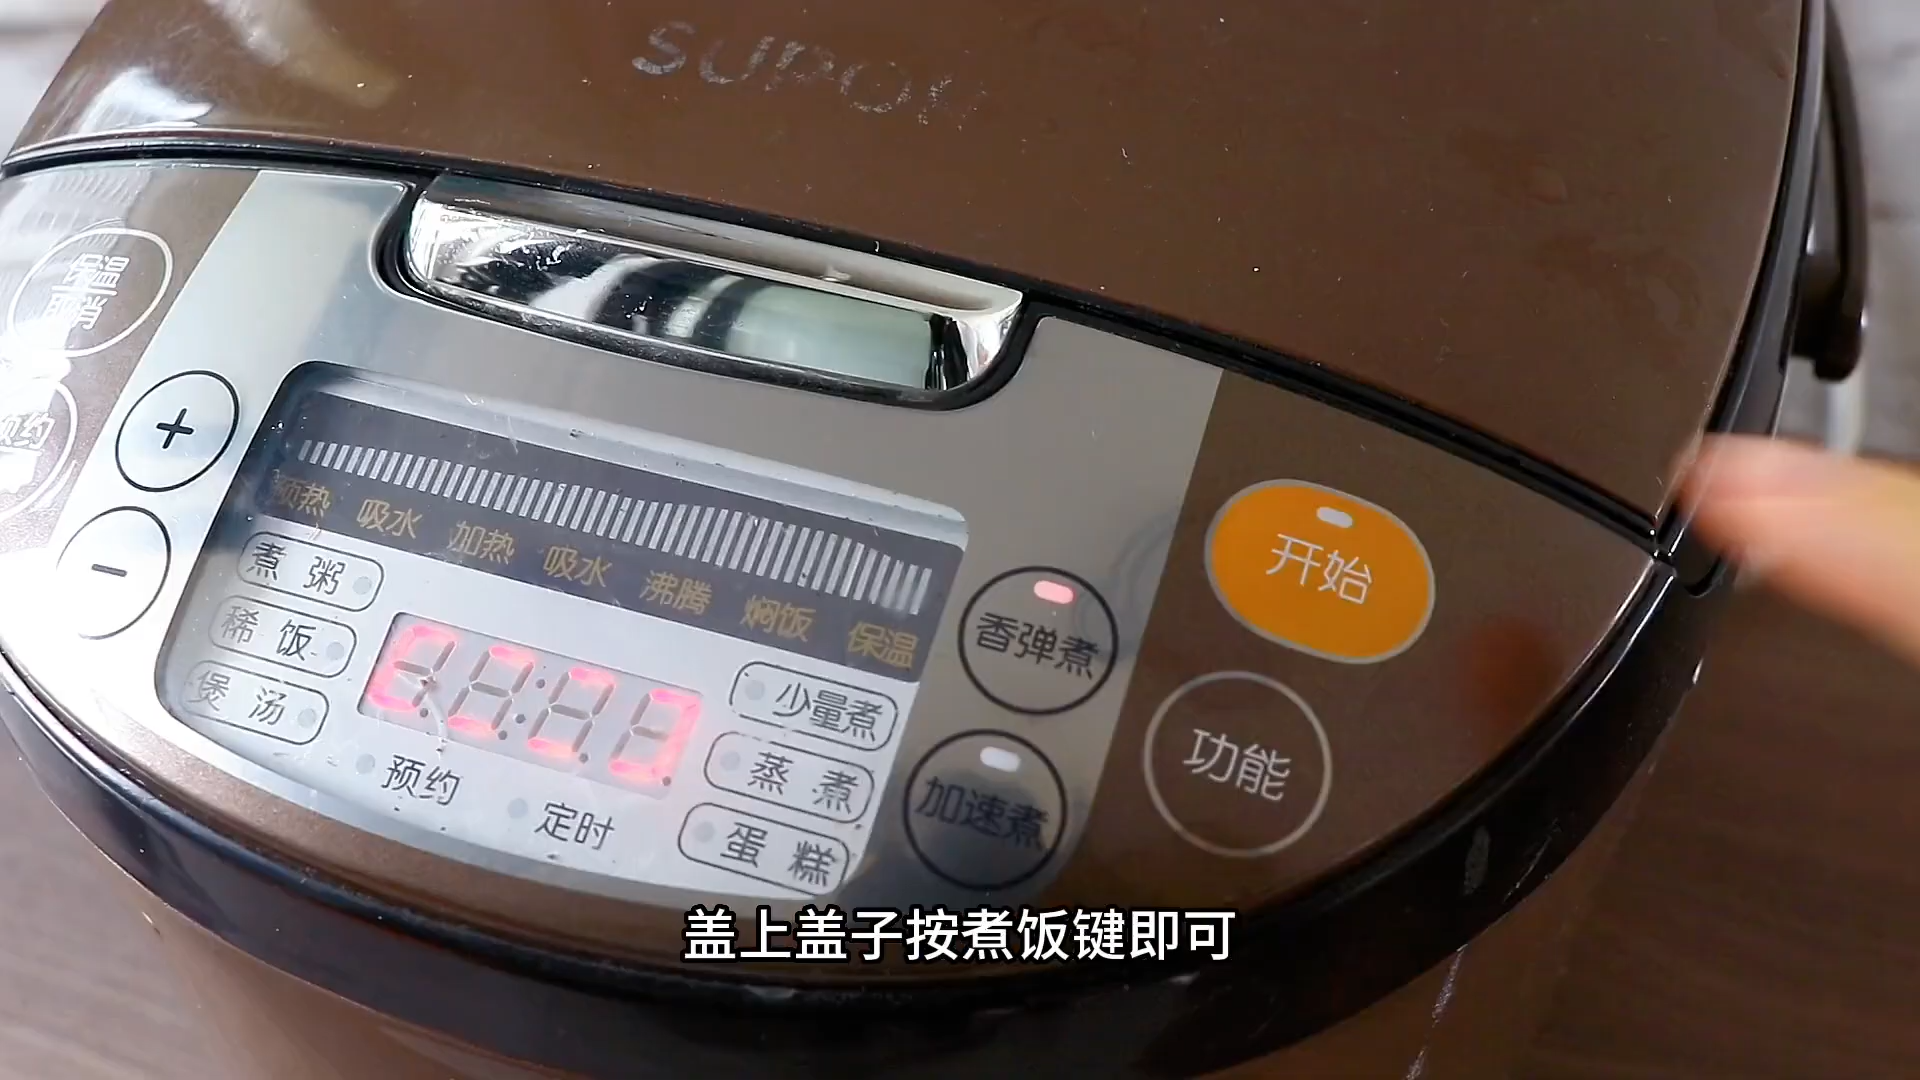 SUPOR
保温
取消
预约
+
−
预热 吸水 加热 吸水 沸腾 焖饭 保温
煮粥
稀饭
煲汤
预约
定时
少量煮
蒸煮
蛋糕
香弹煮
加速煮
开始
功能
盖上盖子按煮饭键即可